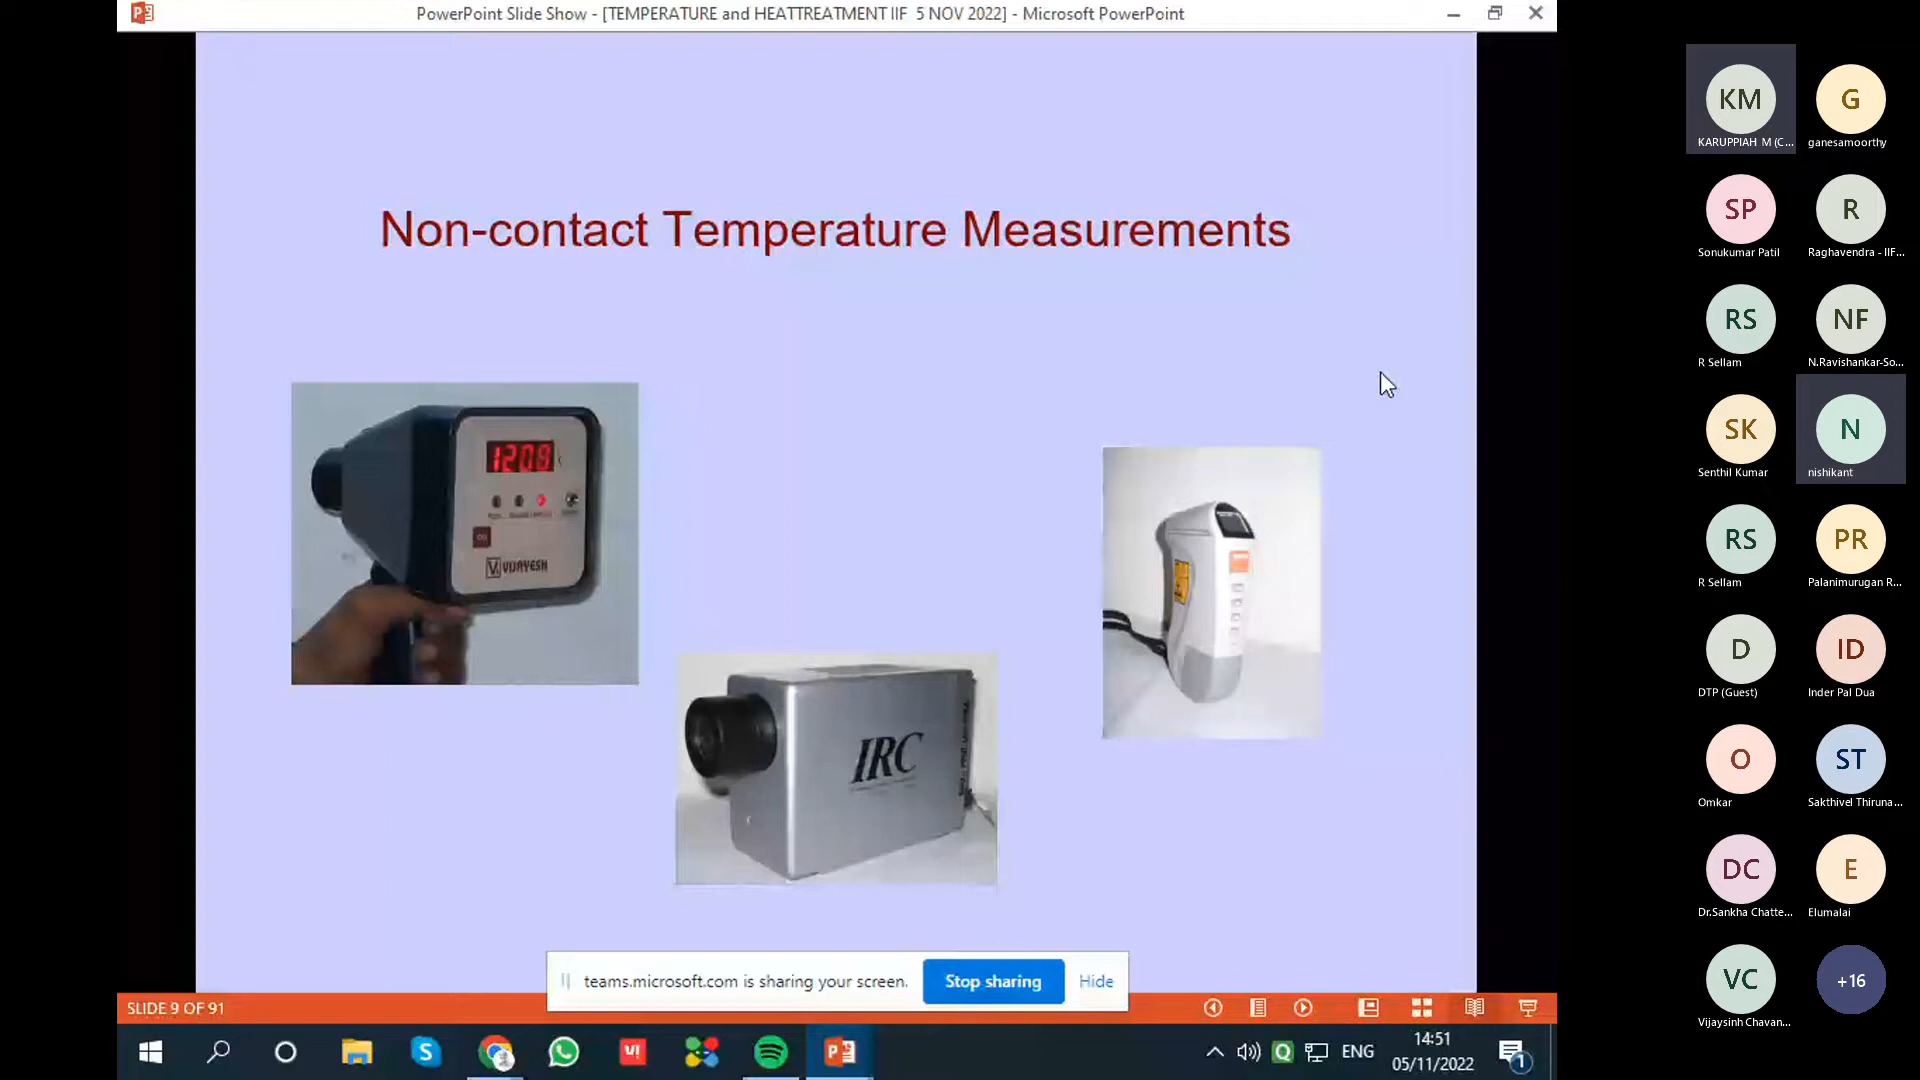 PowerPoint Slide Show - [TEMPERATURE and HEATTREATMENT IIF 5 NOV 2022] - Microsoft PowerPoint
Non-contact Temperature Measurements
1209
VIJAYESH
IRC
teams.microsoft.com is sharing your screen.
Stop sharing
Hide
SLIDE 9 OF 91
ENG
14:51
05/11/2022
1
KM
KARUPPIAH M (C...
G
ganesamoorthy
SP
Sonukumar Patil
R
Raghavendra - IIF...
RS
R Sellam
NF
N.Ravishankar-So...
SK
Senthil Kumar
N
nishikant
RS
R Sellam
PR
Palanimurugan R...
D
DTP (Guest)
ID
Inder Pal Dua
O
Omkar
ST
Sakthivel Thiruna...
DC
Dr.Sankha Chatte...
E
Elumalai
VC
Vijaysinh Chavan...
+16